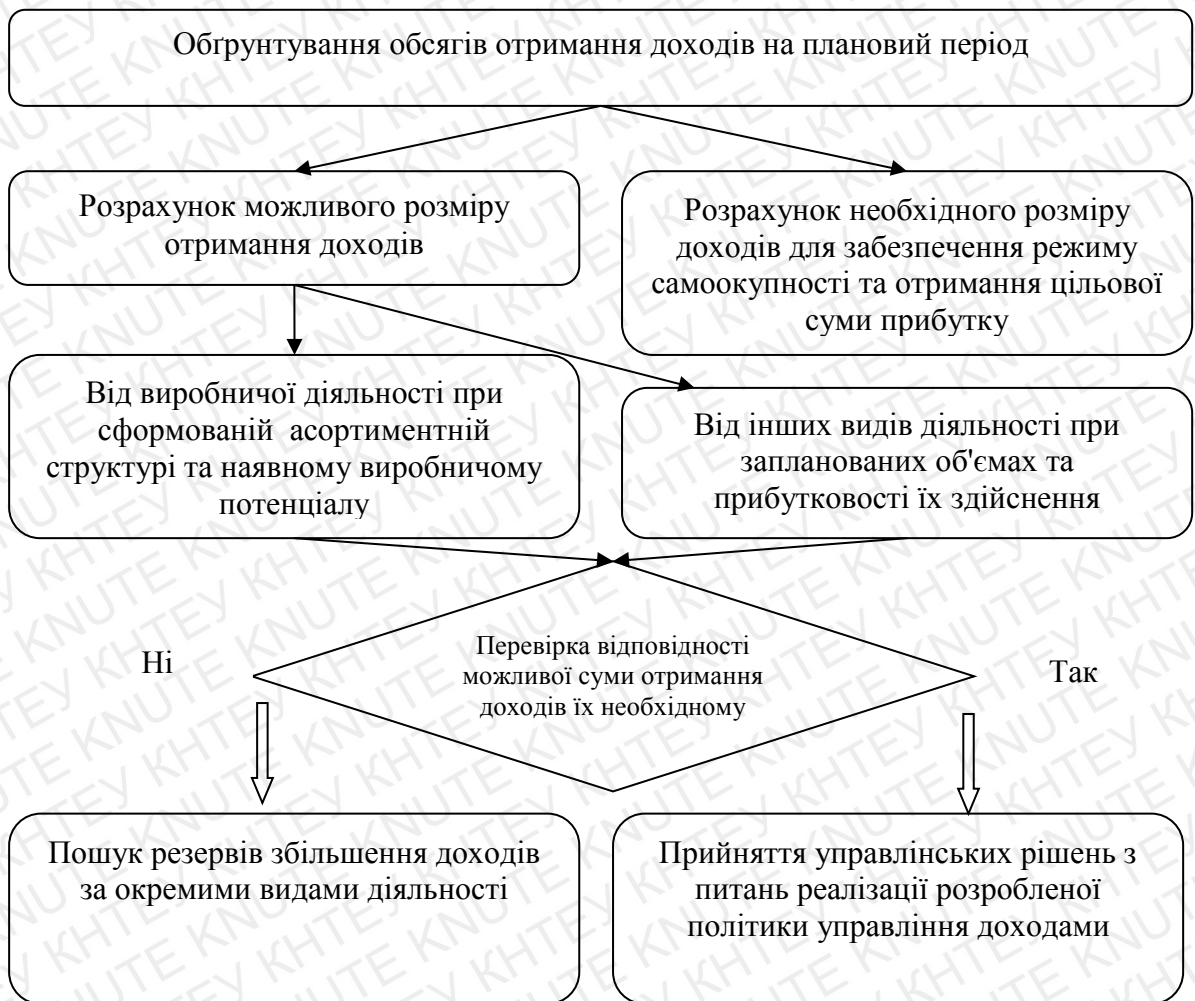 Обґрунтування обсягів отримання доходів на плановий період
Розрахунок можливого розміру
отримання доходів
Розрахунок необхідного розміру
доходів для забезпечення режиму
самоокупності та отримання цільової
суми прибутку
Від виробничої діяльності при
сформованій асортиментній
структурі та наявному виробничому
потенціалу
Від інших видів діяльності при
запланованих об'ємах та
прибутковості їх здійснення
Перевірка відповідності
можливої суми отримання
доходів їх необхідному
Ні
Так
Пошук резервів збільшення доходів
за окремими видами діяльності
Прийняття управлінських рішень з
питань реалізації розробленої
політики управління доходами